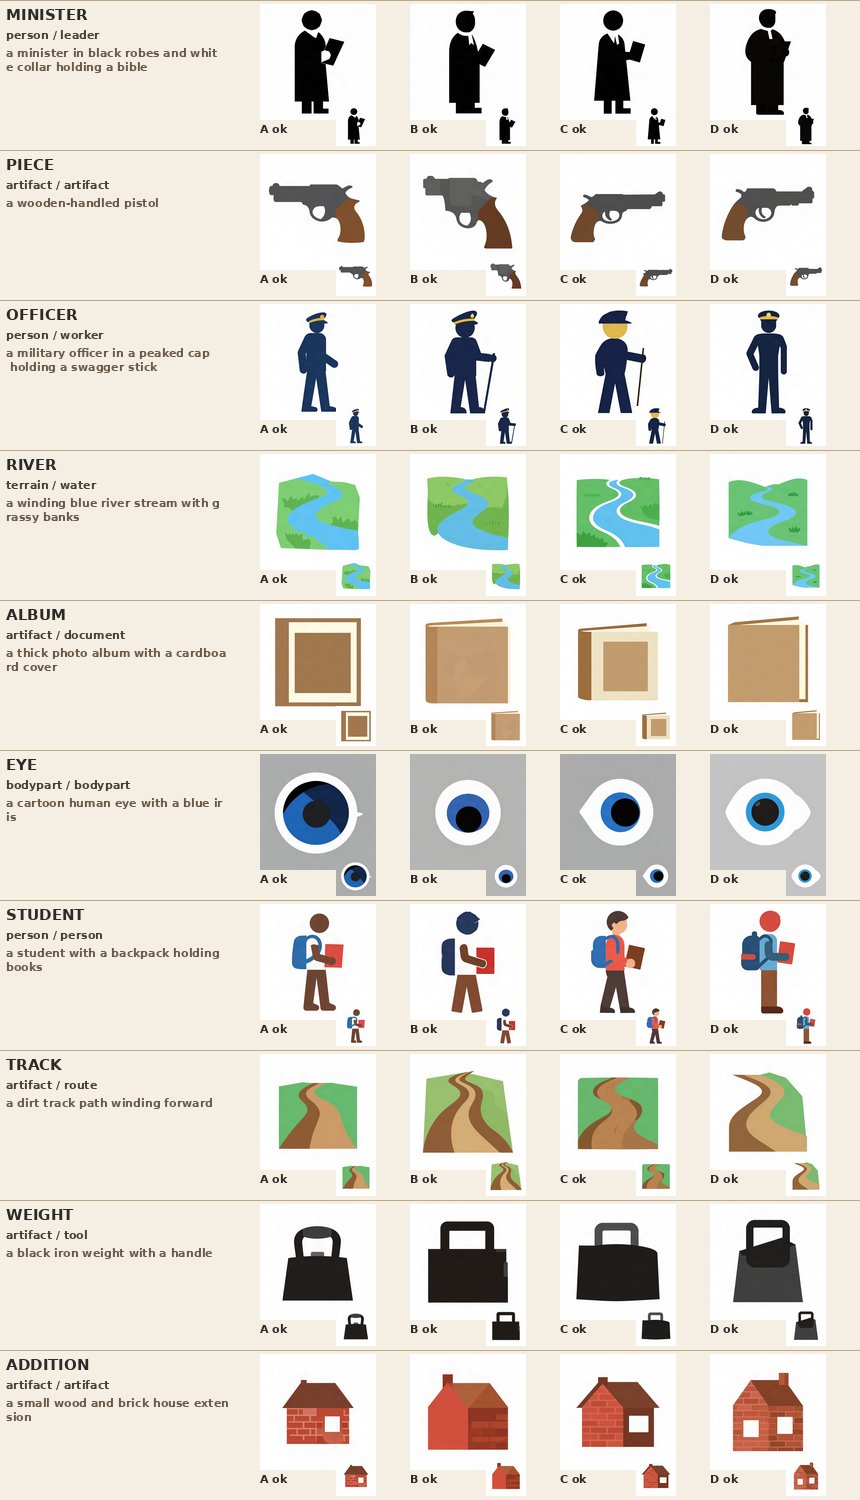 MINISTER
person / leader
a minister in black robes and whit
e collar holding a bible
A ok
B ok
C ok
D ok
PIECE
artifact / artifact
a wooden-handled pistol
A ok
B ok
C ok
D ok
OFFICER
person / worker
a military officer in a peaked cap
holding a swagger stick
A ok
B ok
C ok
D ok
RIVER
terrain / water
a winding blue river stream with g
rassy banks
A ok
B ok
C ok
D ok
ALBUM
artifact / document
a thick photo album with a cardboa
rd cover
A ok
B ok
C ok
D ok
EYE
bodypart / bodypart
a cartoon human eye with a blue ir
is
A ok
B ok
C ok
D ok
STUDENT
person / person
a student with a backpack holding
books
A ok
B ok
C ok
D ok
TRACK
artifact / route
a dirt track path winding forward
A ok
B ok
C ok
D ok
WEIGHT
artifact / tool
a black iron weight with a handle
A ok
B ok
C ok
D ok
ADDITION
artifact / artifact
a small wood and brick house exten
sion
A ok
B ok
C ok
D ok